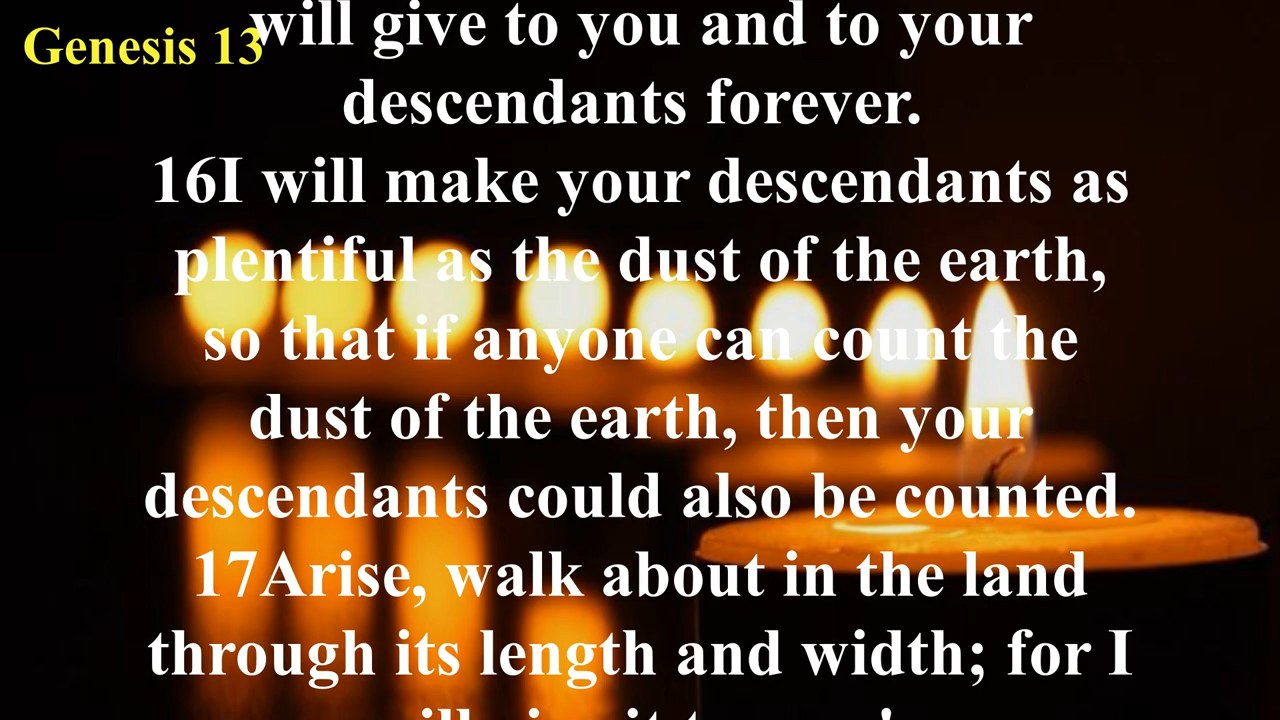 Genesis 13
will give to you and to your
descendants forever.
16I will make your descendants as
plentiful as the dust of the earth,
so that if anyone can count the
dust of the earth, then your
descendants could also be counted.
17Arise, walk about in the land
through its length and width; for I